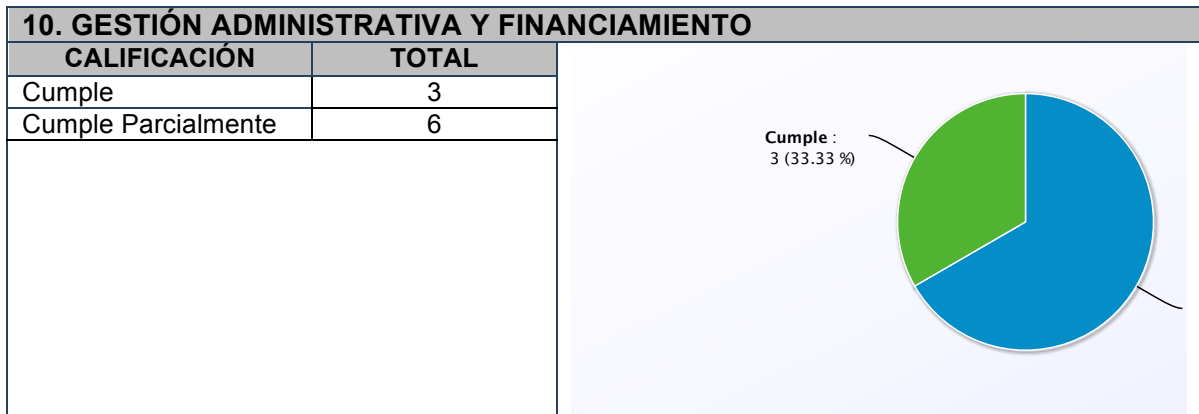 10. GESTIÓN ADMINISTRATIVA Y FINANCIAMIENTO
CALIFICACIÓN TOTAL
Cumple 3
Cumple Parcialmente 6
Cumple :
3 (33.33 %)